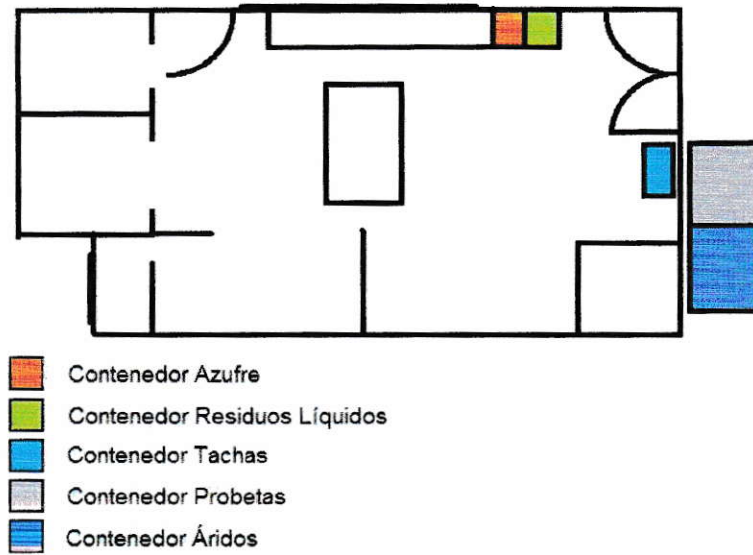 Contenedor Azufre
Contenedor Residuos Líquidos
Contenedor Tachas
Contenedor Probetas
Contenedor Áridos